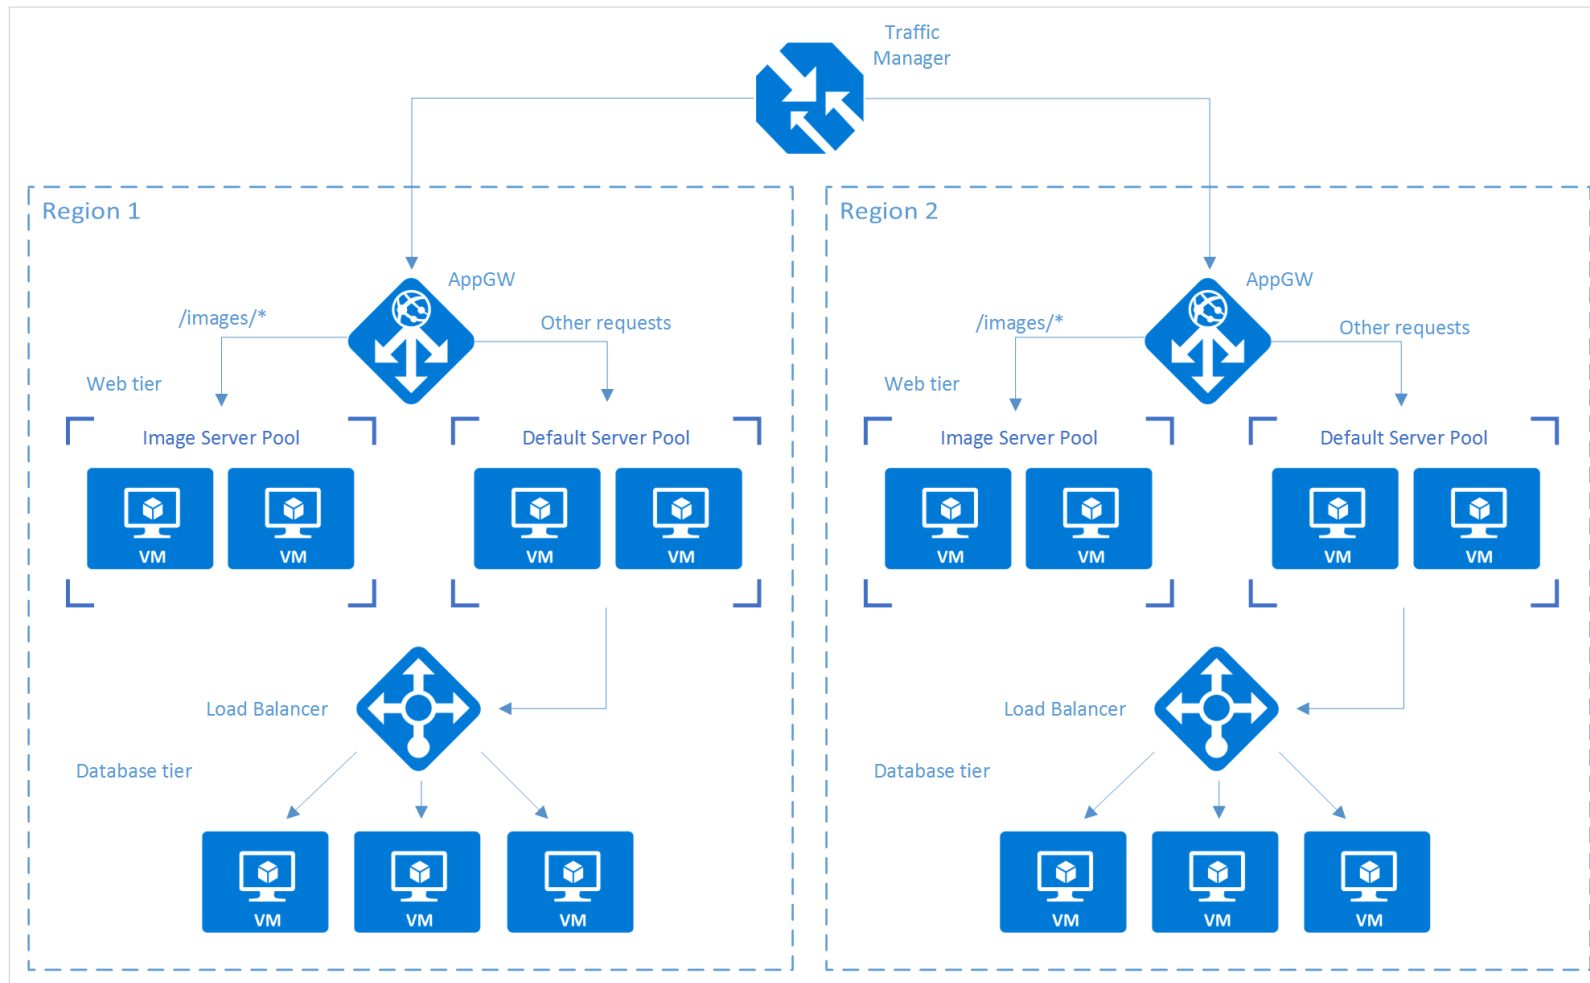 Traffic
Manager
Region 1
AppGW
/images/*
Other requests
Web tier
Image Server Pool
Default Server Pool
VM
VM
VM
VM
Load Balancer
Database tier
VM
VM
VM
Region 2
AppGW
/images/*
Other requests
Web tier
Image Server Pool
Default Server Pool
VM
VM
VM
VM
Load Balancer
Database tier
VM
VM
VM